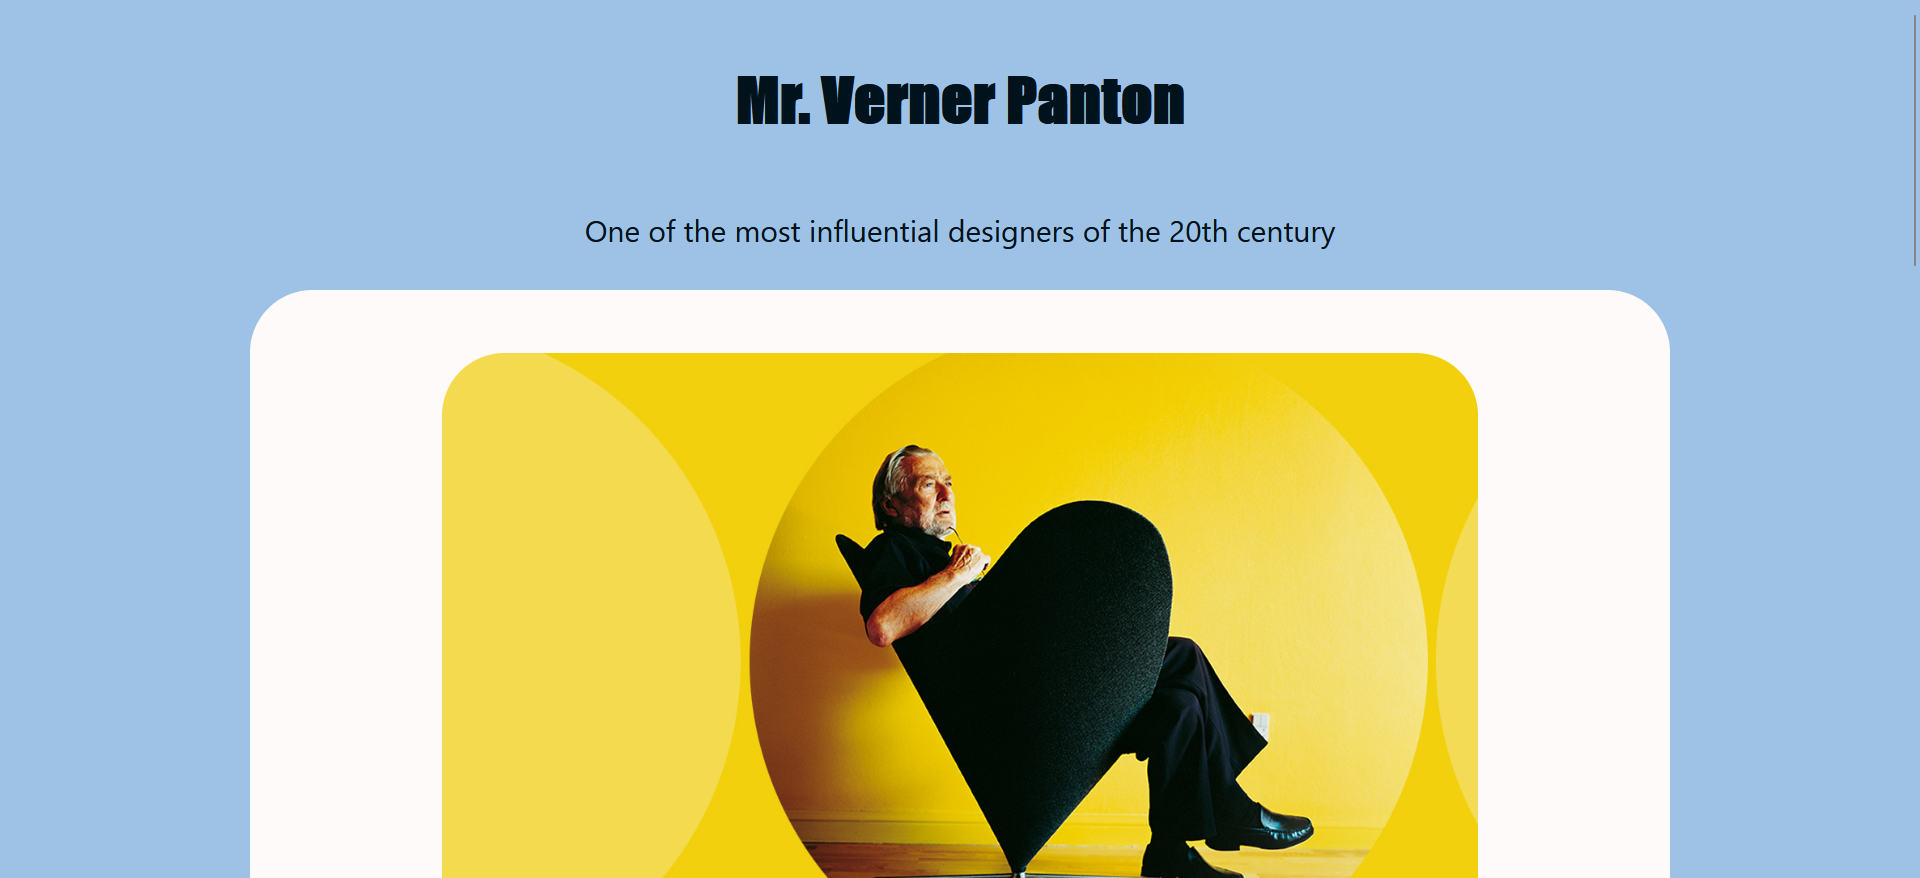 Mr. Verner Panton
One of the most influential designers of the 20th century